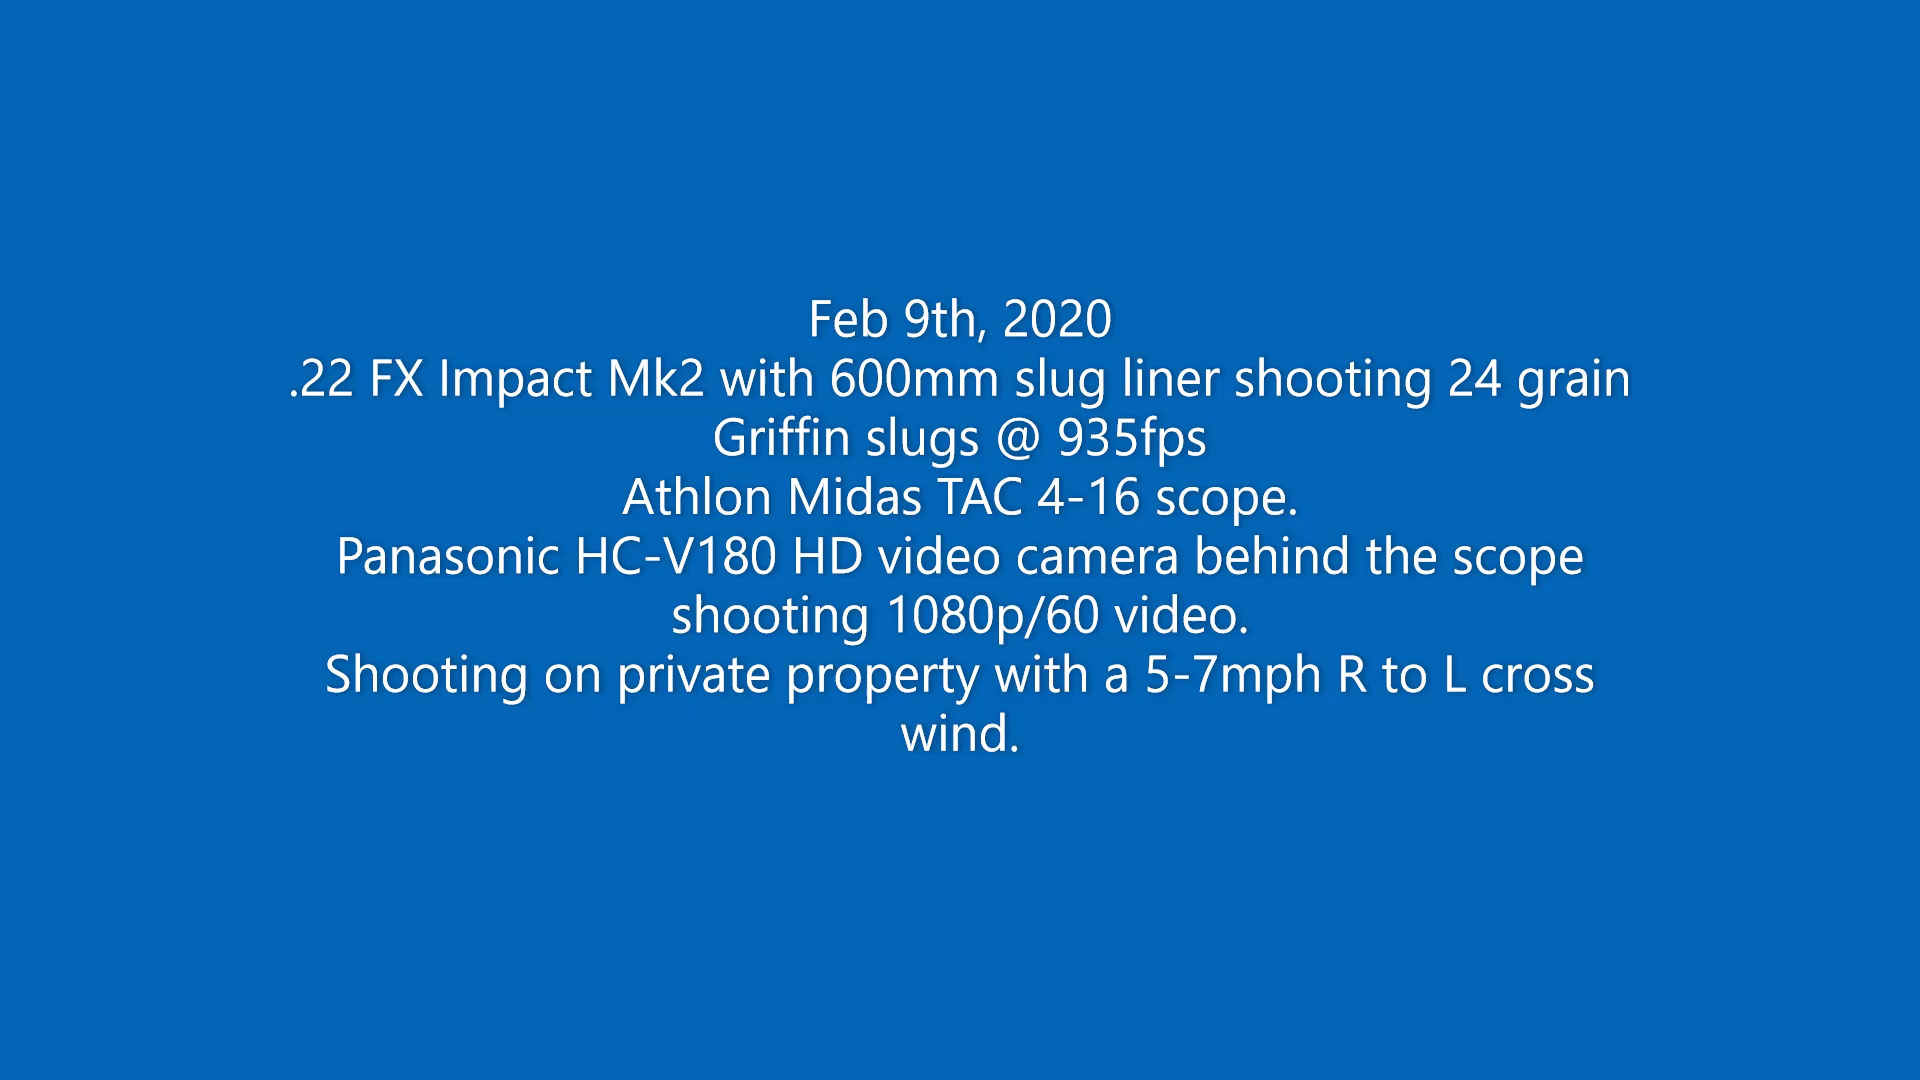 Feb 9th, 2020
.22 FX Impact Mk2 with 600mm slug liner shooting 24 grain
Griffin slugs @ 935fps
Athlon Midas TAC 4-16 scope.
Panasonic HC-V180 HD video camera behind the scope
shooting 1080p/60 video.
Shooting on private property with a 5-7mph R to L cross
wind.